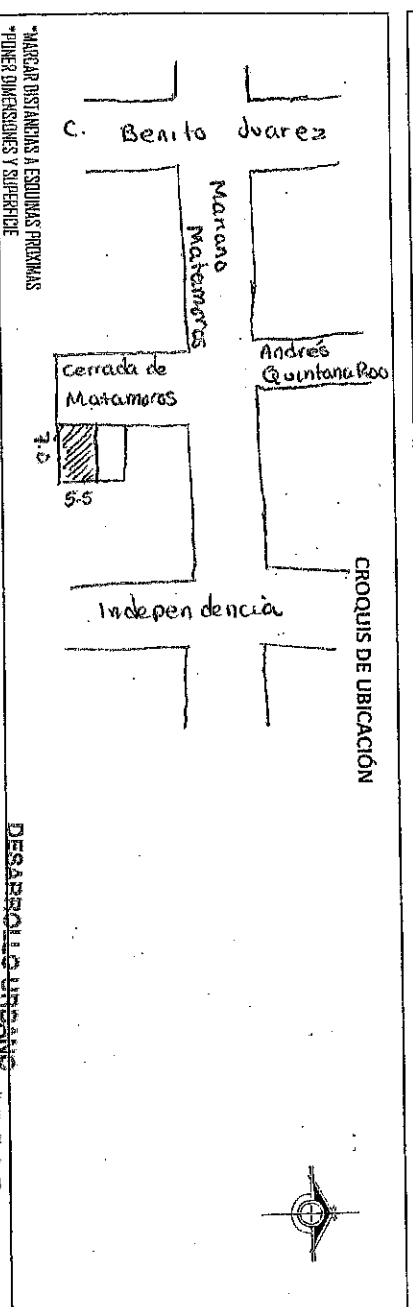 CROQUIS DE UBICACIÓN
C. Benito Juarez
Mariano
Matamoros
Andrés
Quintana Roo
cerrada de
Matamoros
7.0
5.5
Independencia
*MARCAR DISTANCIAS A ESQUINAS PROXIMAS
*PONER DIMENSIONES Y SUPERFICIE
DESARROLLO URBANO